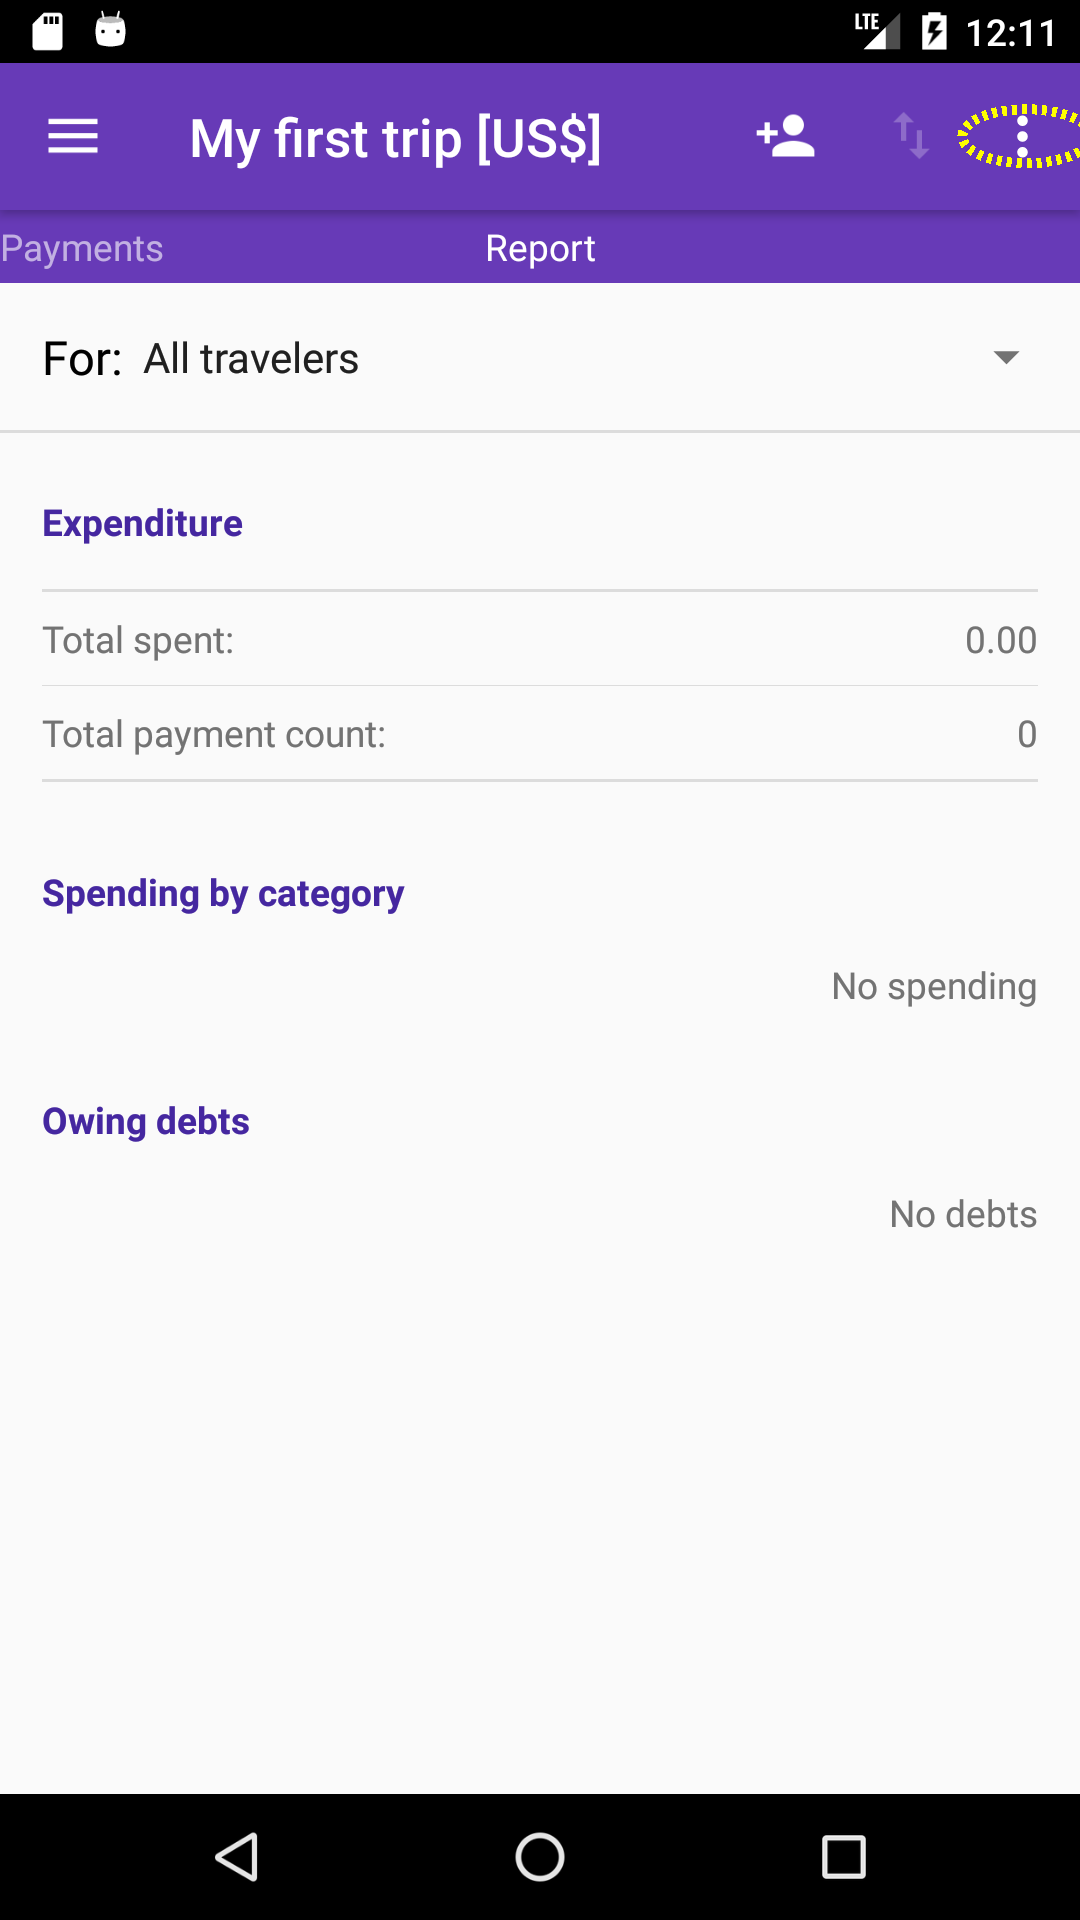 LTE 12:11
My first trip [US$]
Payments Report
For: All travelers
Expenditure
Total spent: 0.00
Total payment count: 0
Spending by category
No spending
Owing debts
No debts